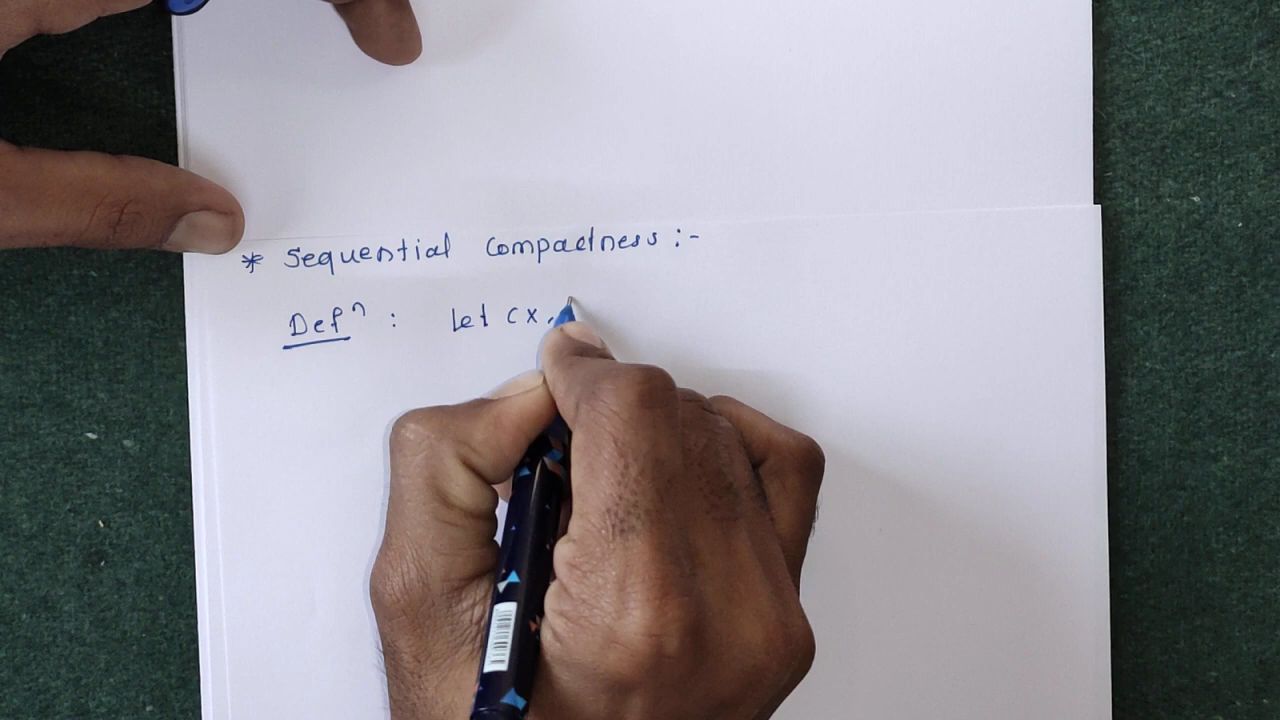 * Sequential compactness :-
Defⁿ : Let (X,